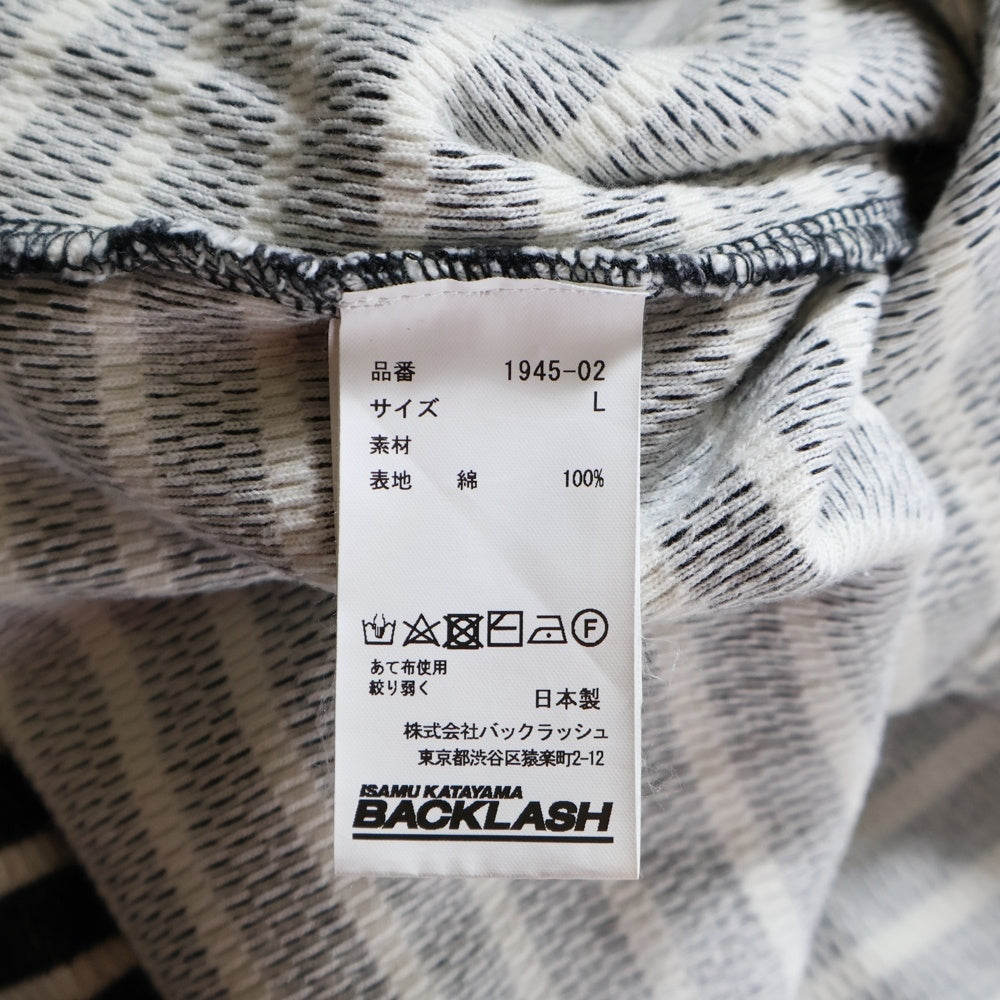 品番 1945-02
サイズ L
素材
表地 綿 100%
F
あて布使用
絞り弱く
日本製
株式会社バックラッシュ
東京都渋谷区猿楽町2-12
ISAMU KATAYAMA
BACKLASH